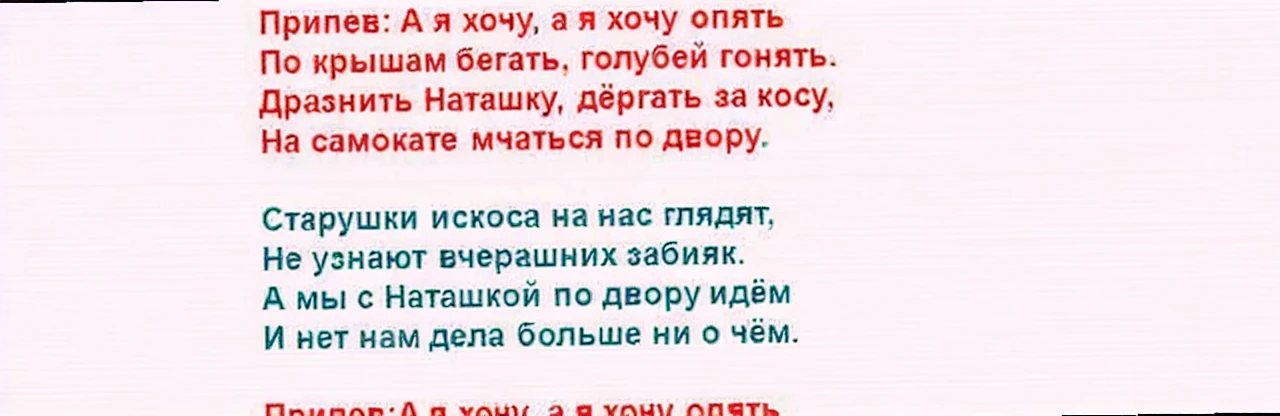 Припев: А я хочу, а я хочу опять
По крышам бегать, голубей гонять.
Дразнить Наташку, дёргать за косу,
На самокате мчаться по двору.
Старушки искоса на нас глядят,
Не узнают вчерашних забияк.
А мы с Наташкой по двору идём
И нет нам дела больше ни о чём.
Припев:А я хочу, а я хочу опять